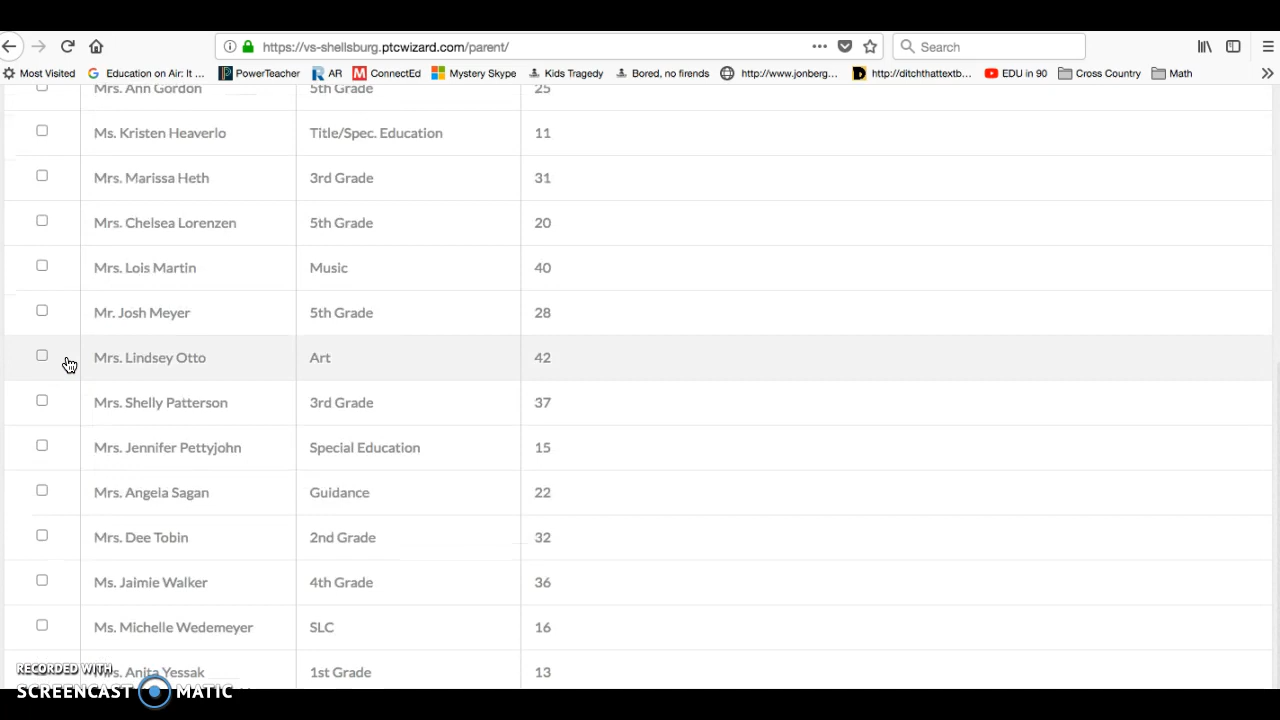 https://vs-shellsburg.ptcwizard.com/parent/
Search
Most Visited Education on Air: It ... PowerTeacher AR ConnectEd Mystery Skype Kids Tragedy Bored, no firends http://www.jonberg... http://ditchthattextb... EDU in 90 Cross Country Math
Mrs. Ann Gordon 5th Grade 25
Ms. Kristen Heaverlo Title/Spec. Education 11
Mrs. Marissa Heth 3rd Grade 31
Mrs. Chelsea Lorenzen 5th Grade 20
Mrs. Lois Martin Music 40
Mr. Josh Meyer 5th Grade 28
Mrs. Lindsey Otto Art 42
Mrs. Shelly Patterson 3rd Grade 37
Mrs. Jennifer Pettyjohn Special Education 15
Mrs. Angela Sagan Guidance 22
Mrs. Dee Tobin 2nd Grade 32
Ms. Jaimie Walker 4th Grade 36
Ms. Michelle Wedemeyer SLC 16
Mrs. Anita Yessak 1st Grade 13
RECORDED WITH
SCREENCAST MATIC